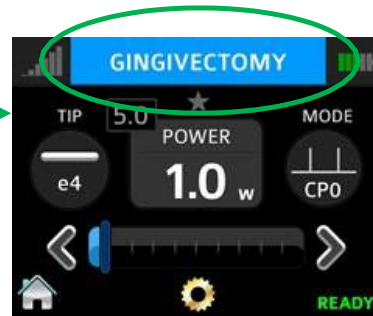 GINGIVECTOMY
TIP
5.0
MODE
POWER
e4
1.0 w
CP0
READY